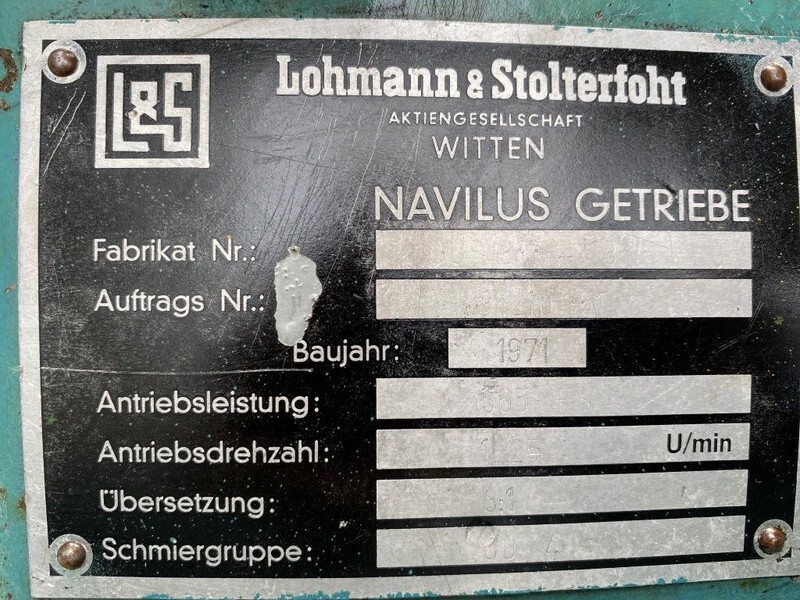 L&S
Lohmann & Stolterfoht
AKTIENGESELLSCHAFT
WITTEN
NAVILUS GETRIEBE
Fabrikat Nr.:
Auftrags Nr.:
Baujahr: 1971
Antriebsleistung:
Antriebsdrehzahl: U/min
Übersetzung:
Schmiergruppe: